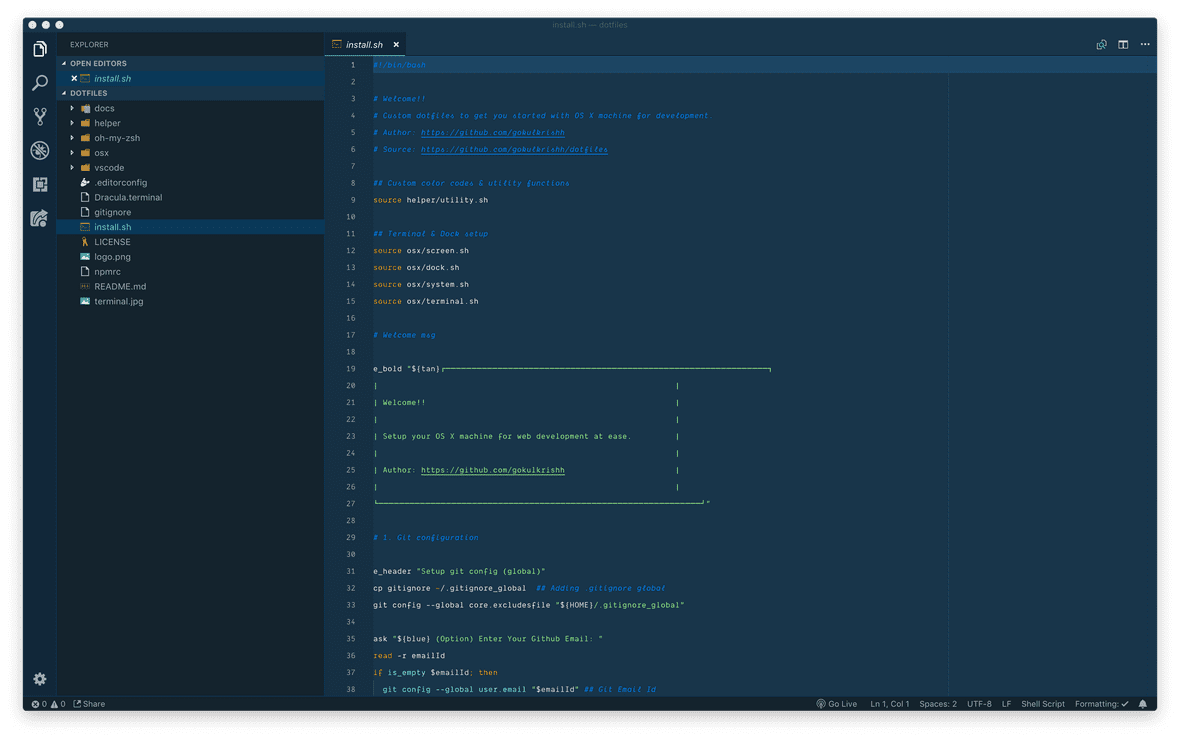 install.sh — dotfiles
EXPLORER
OPEN EDITORS
install.sh
DOTFILES
docs
helper
oh-my-zsh
osx
vscode
.editorconfig
Dracula.terminal
gitignore
install.sh
LICENSE
logo.png
npmrc
README.md
terminal.jpg
install.sh
1 #!/bin/bash
2
3 # Welcome!!
4 # Custom dotfiles to get you started with OS X machine for development.
5 # Author: https://github.com/gokulkrishh
6 # Source: https://github.com/gokulkrishh/dotfiles
7
8 ## Custom color codes & utility functions
9 source helper/utility.sh
10
11 ## Terminal & Dock setup
12 source osx/screen.sh
13 source osx/dock.sh
14 source osx/system.sh
15 source osx/terminal.sh
16
17 # Welcome msg
18
19 e_bold "${tan}
20 | |
21 | Welcome!! |
22 | |
23 | Setup your OS X machine for web development at ease. |
24 | |
25 | Author: https://github.com/gokulkrishh |
26 | |
27 "
28
29 # 1. Git configuration
30
31 e_header "Setup git config (global)"
32 cp gitignore ~/.gitignore_global ## Adding .gitignore global
33 git config --global core.excludesfile "${HOME}/.gitignore_global"
34
35 ask "${blue} (Option) Enter Your Github Email: "
36 read -r emailId
37 if is_empty $emailId; then
38 git config --global user.email "$emailId" ## Git Email Id
0 0 Share
Go Live Ln 1, Col 1 Spaces: 2 UTF-8 LF Shell Script Formatting: ✓